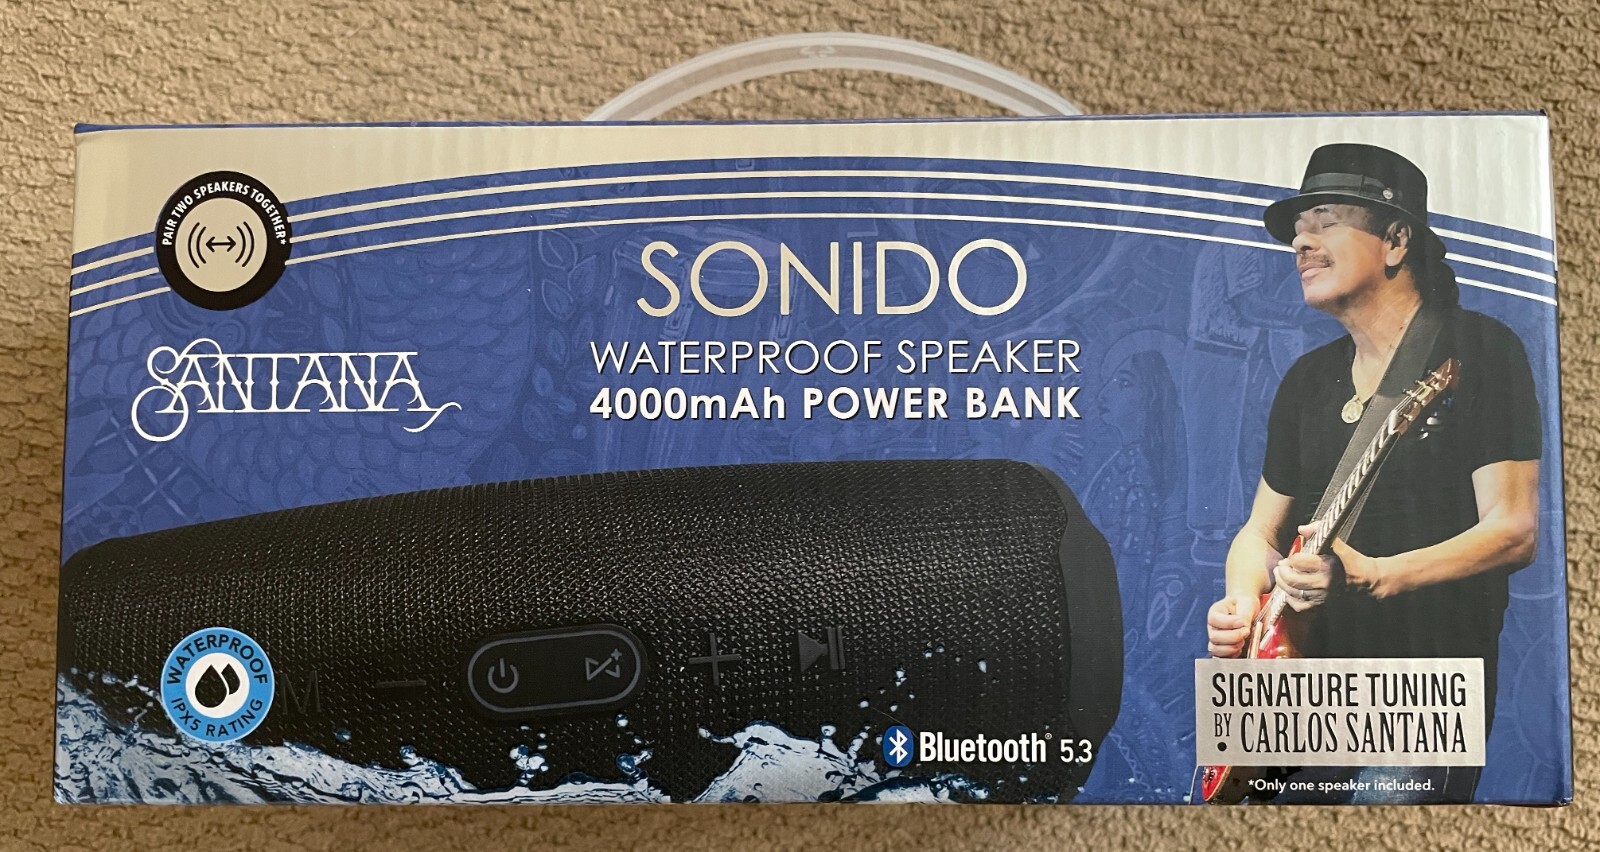 PAIR TWO SPEAKERS TOGETHER*
SANTANA
SONIDO
WATERPROOF SPEAKER
4000mAh POWER BANK
WATERPROOF
IPX5 RATING
M
Bluetooth® 5.3
SIGNATURE TUNING
BY CARLOS SANTANA
*Only one speaker included.